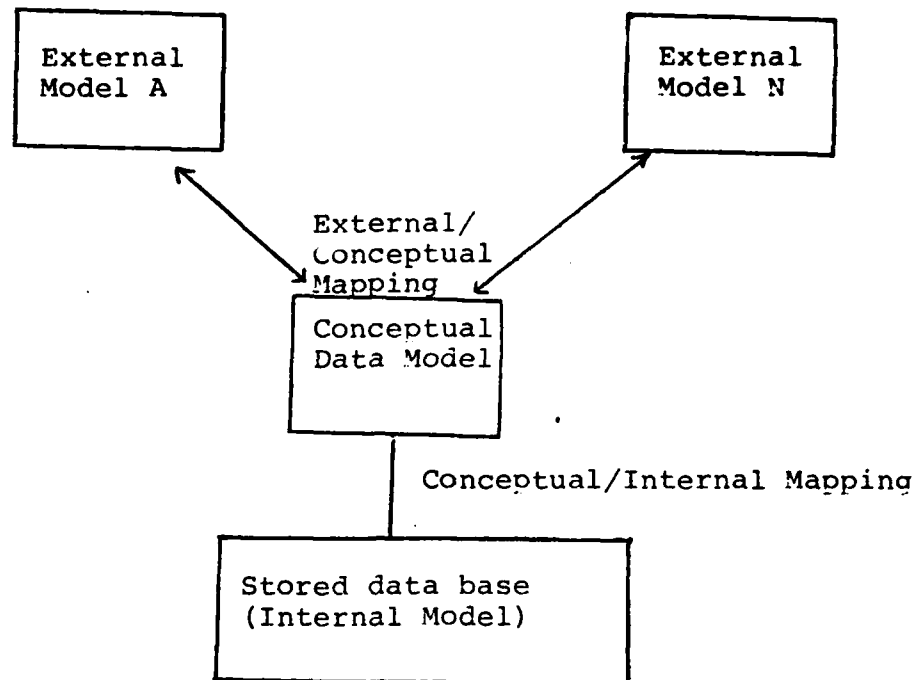 External
Model A
External
Model N
External/
Conceptual
Mapping
Conceptual
Data Model
Conceptual/Internal Mapping
Stored data base
(Internal Model)